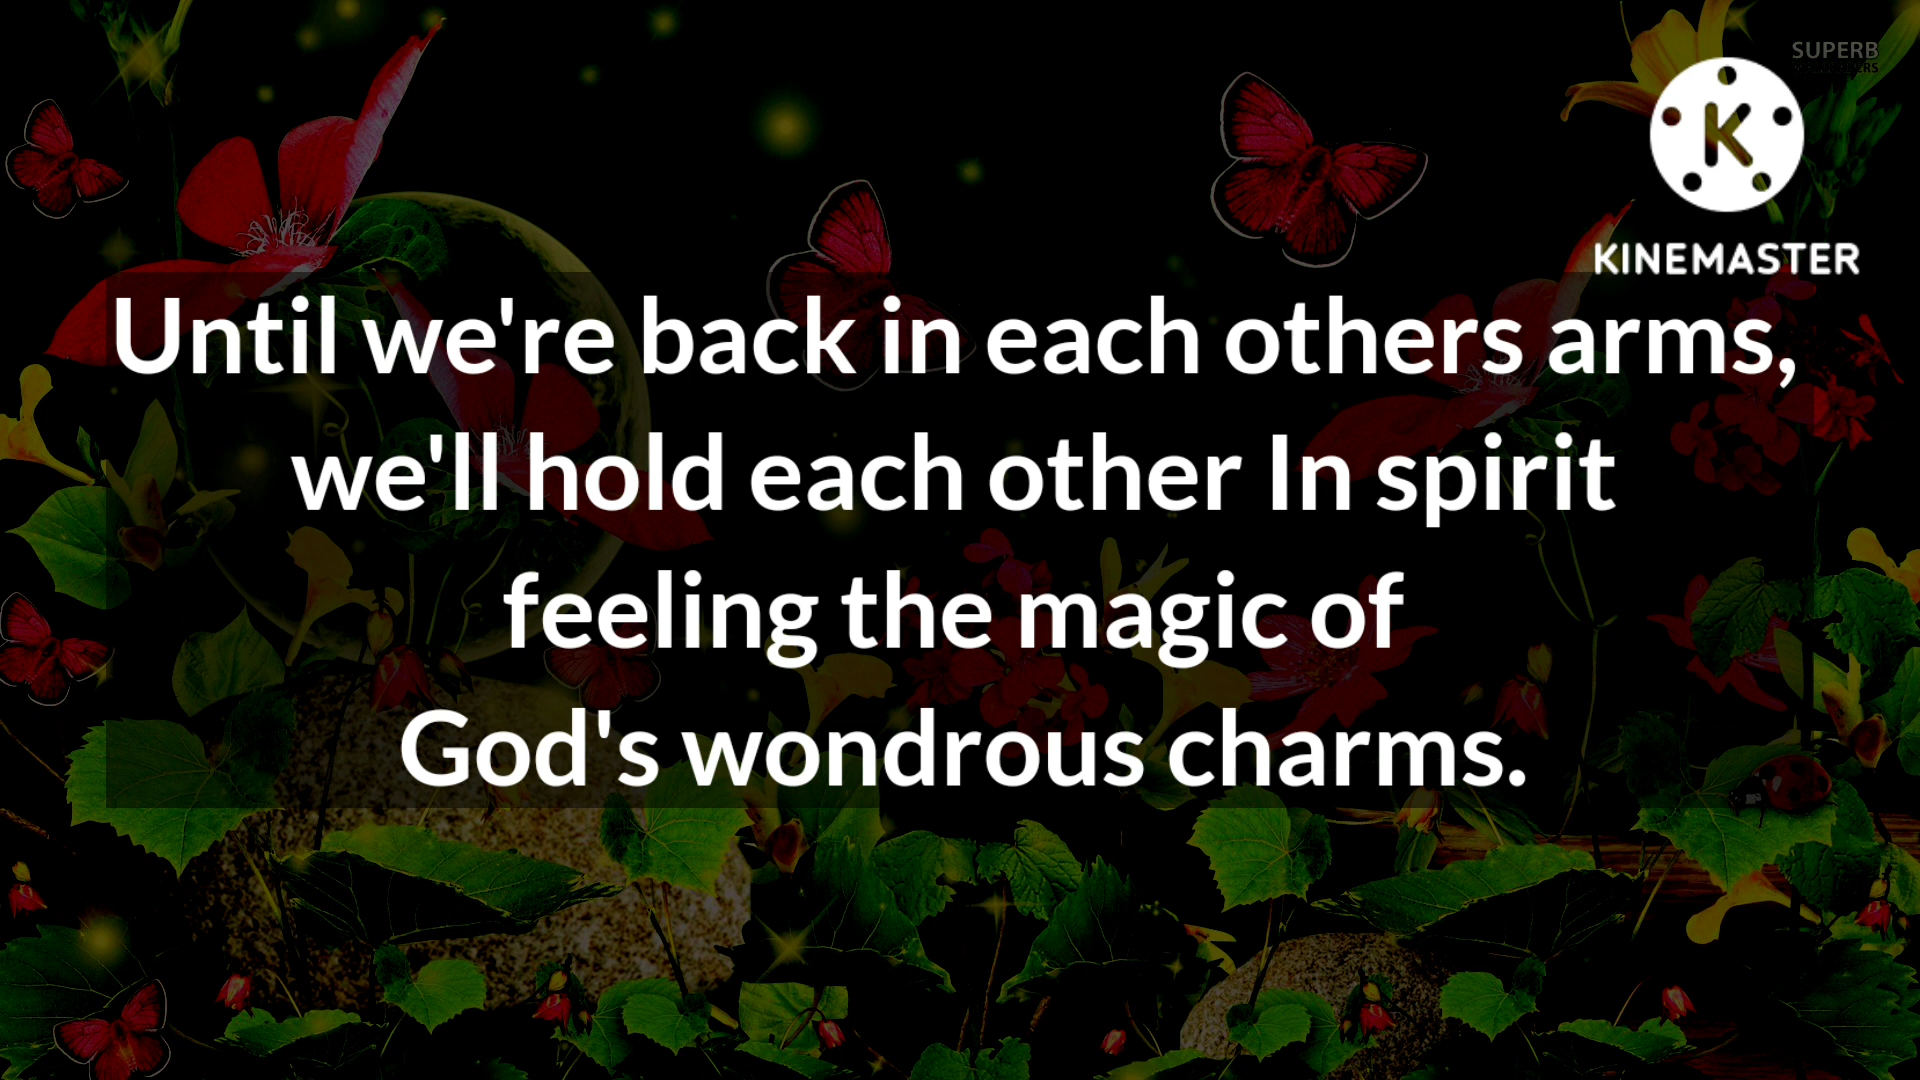 SUPERB
KINEMASTER
Until we're back in each others arms,
we'll hold each other In spirit
feeling the magic of
God's wondrous charms.